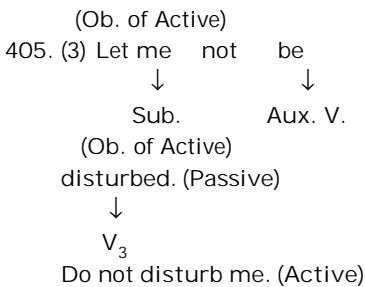 (Ob. of Active)
405. (3) Let me not be
↓ ↓
Sub. Aux. V.
(Ob. of Active)
disturbed. (Passive)
↓
V₃
Do not disturb me. (Active)